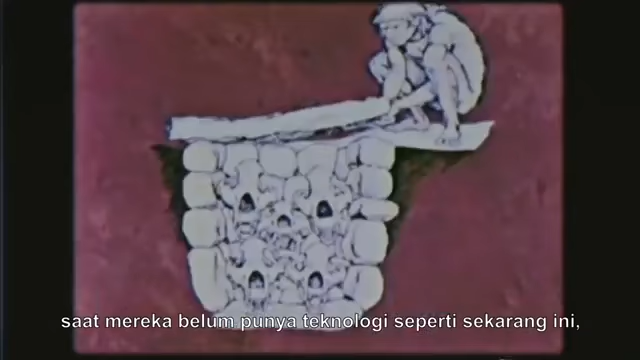 saat mereka belum punya teknologi seperti sekarang ini,